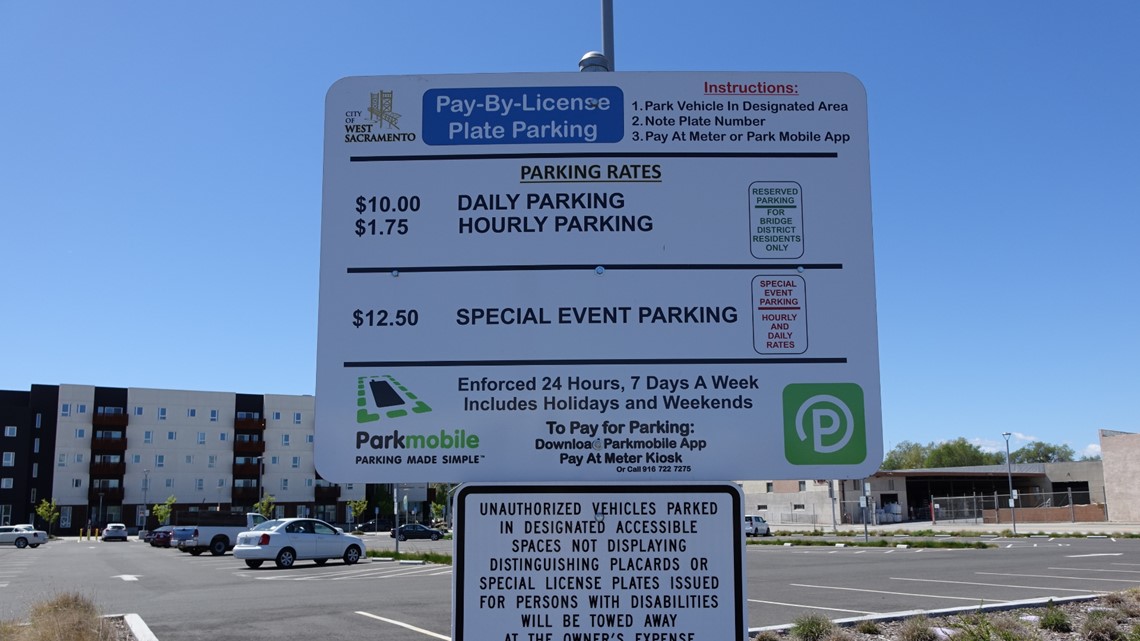 CITY
OF
WEST
SACRAMENTO
Pay-By-License
Plate Parking
Instructions:
1. Park Vehicle In Designated Area
2. Note Plate Number
3. Pay At Meter or Park Mobile App
PARKING RATES
$10.00 DAILY PARKING
$1.75 HOURLY PARKING
RESERVED
PARKING
FOR
BRIDGE
DISTRICT
RESIDENTS
ONLY
$12.50 SPECIAL EVENT PARKING
SPECIAL
EVENT
PARKING
HOURLY
AND
DAILY
RATES
Enforced 24 Hours, 7 Days A Week
Includes Holidays and Weekends
To Pay for Parking:
Download Parkmobile App
Pay At Meter Kiosk
Or Call 916 722 7275
Parkmobile
PARKING MADE SIMPLE™
P
UNAUTHORIZED VEHICLES PARKED
IN DESIGNATED ACCESSIBLE
SPACES NOT DISPLAYING
DISTINGUISHING PLACARDS OR
SPECIAL LICENSE PLATES ISSUED
FOR PERSONS WITH DISABILITIES
WILL BE TOWED AWAY
AT THE OWNER'S EXPENSE